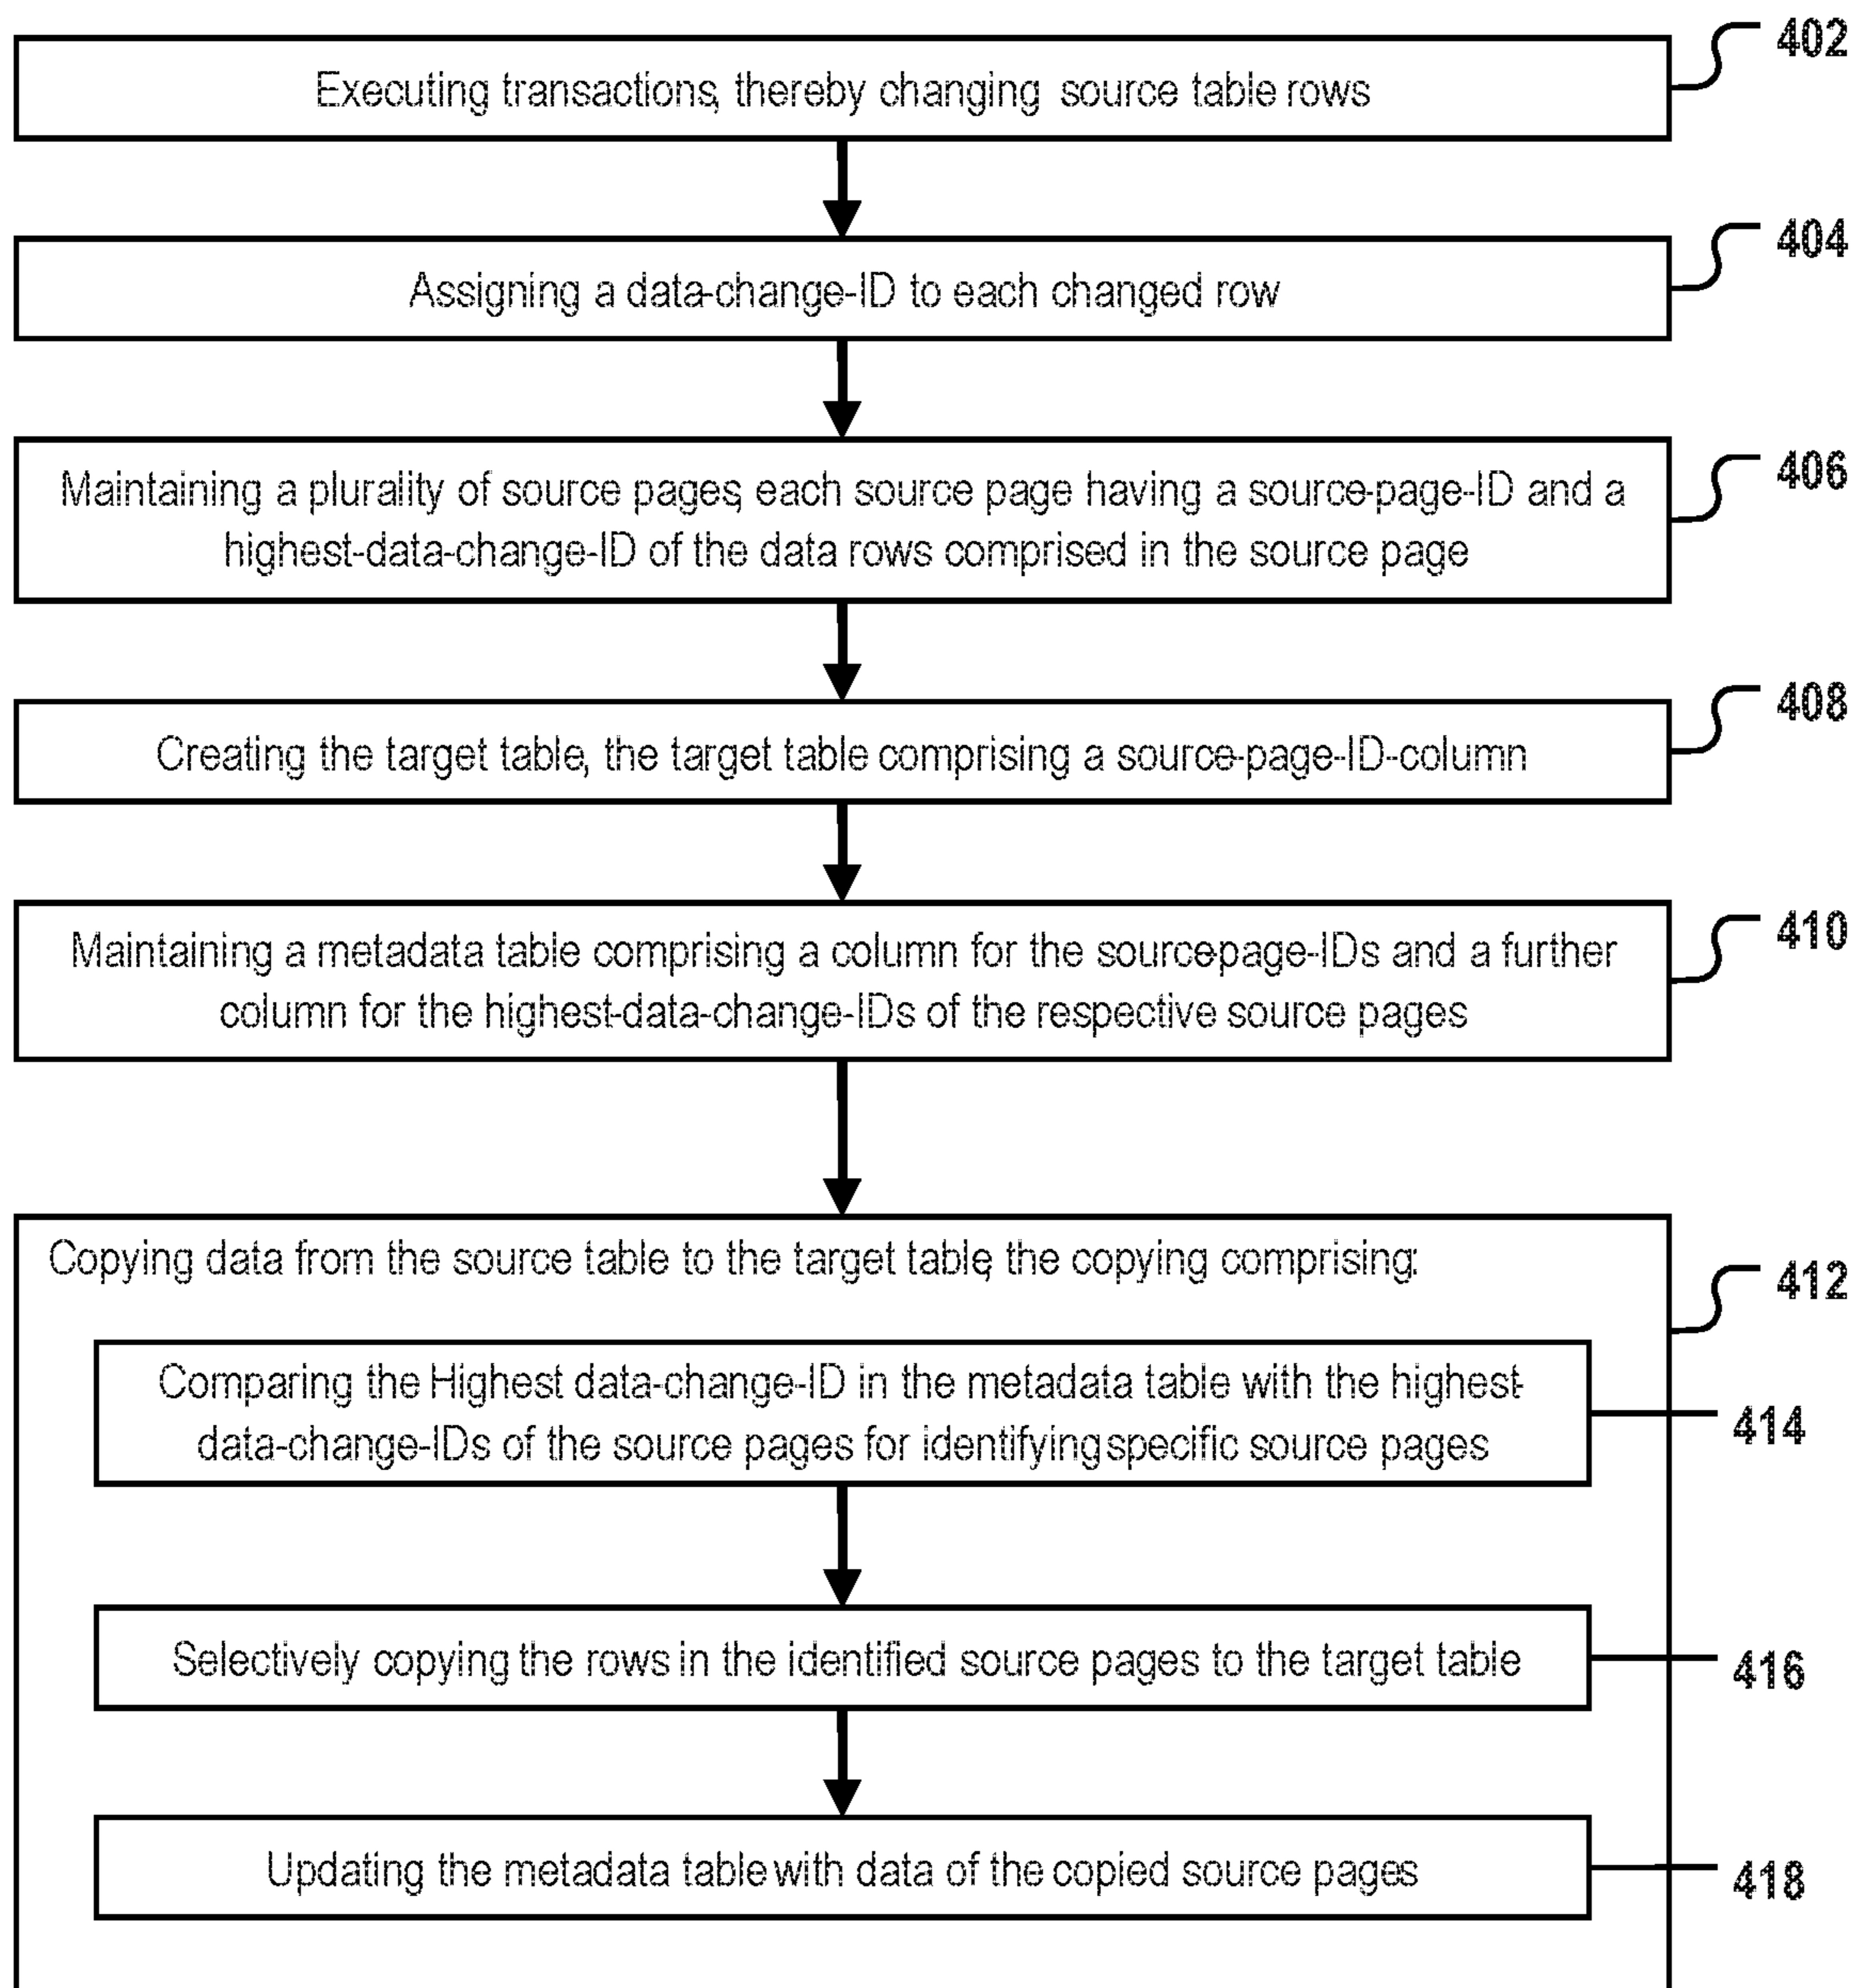 402
Executing transactions, thereby changing source table rows
404
Assigning a data-change-ID to each changed row
406
Maintaining a plurality of source pages, each source page having a source-page-ID and a
highest-data-change-ID of the data rows comprised in the source page
408
Creating the target table, the target table comprising a source-page-ID-column
410
Maintaining a metadata table comprising a column for the source-page-IDs and a further
column for the highest-data-change-IDs of the respective source pages
Copying data from the source table to the target table, the copying comprising:
412
Comparing the Highest data-change-ID in the metadata table with the highest-
data-change-IDs of the source pages for identifying specific source pages
414
Selectively copying the rows in the identified source pages to the target table
416
Updating the metadata table with data of the copied source pages
418